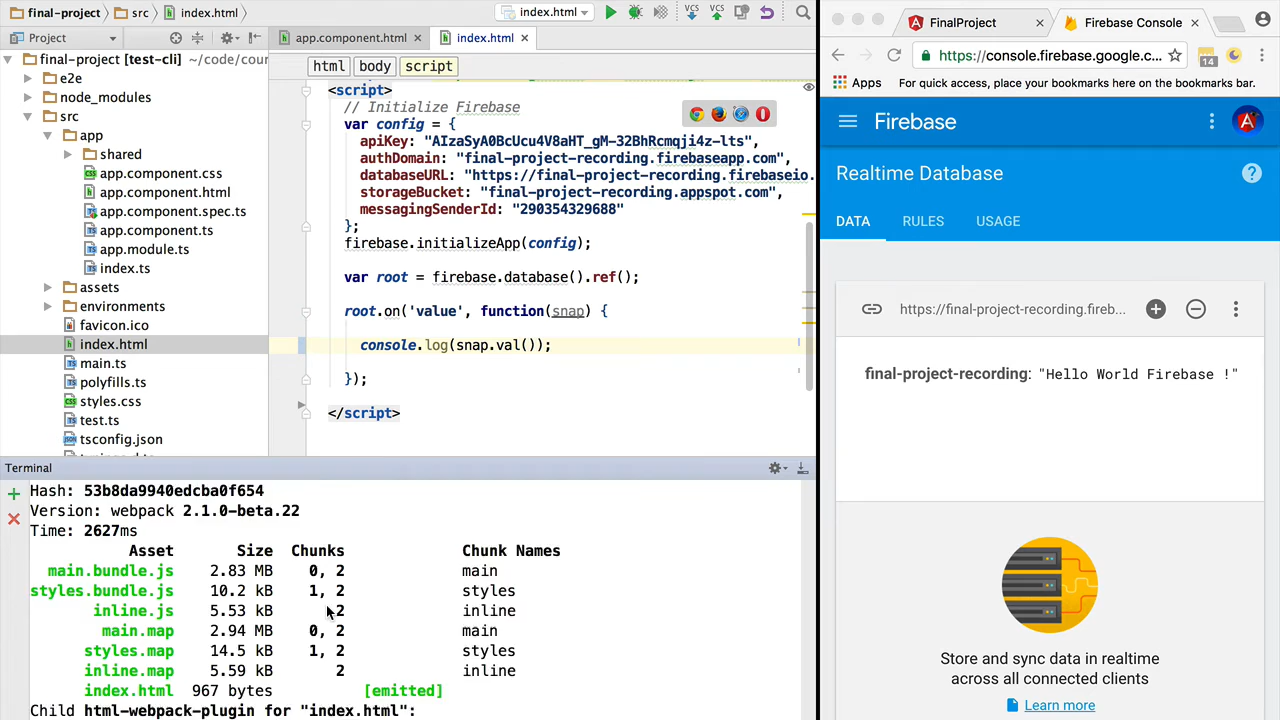 final-project
src
index.html
index.html
VCS
VCS
Project
final-project [test-cli] ~/code/cour
e2e
node_modules
src
app
shared
app.component.css
app.component.html
app.component.spec.ts
app.component.ts
app.module.ts
index.ts
assets
environments
favicon.ico
index.html
main.ts
polyfills.ts
styles.css
test.ts
tsconfig.json
app.component.html
index.html
html
body
script
<script>
// Initialize Firebase
var config = {
apiKey: "AIzaSyA0BcUcu4V8aHT_gM-32BhRcmqji4z-lts",
authDomain: "final-project-recording.firebaseapp.com",
databaseURL: "https://final-project-recording.firebaseio.
storageBucket: "final-project-recording.appspot.com",
messagingSenderId: "290354329688"
};
firebase.initializeApp(config);
var root = firebase.database().ref();
root.on('value', function(snap) {
console.log(snap.val());
});
</script>
Terminal
Hash: 53b8da9940edcba0f654
Version: webpack 2.1.0-beta.22
Time: 2627ms
Asset Size Chunks Chunk Names
main.bundle.js 2.83 MB 0, 2 main
styles.bundle.js 10.2 kB 1, 2 styles
inline.js 5.53 kB 2 inline
main.map 2.94 MB 0, 2 main
styles.map 14.5 kB 1, 2 styles
inline.map 5.59 kB 2 inline
index.html 967 bytes [emitted]
Child html-webpack-plugin for "index.html":
FinalProject
Firebase Console
https://console.firebase.google.c...
14
Apps
For quick access, place your bookmarks here on the bookmarks bar.
Firebase
Realtime Database
?
DATA
RULES
USAGE
https://final-project-recording.fireb...
final-project-recording: "Hello World Firebase !"
Store and sync data in realtime
across all connected clients
Learn more